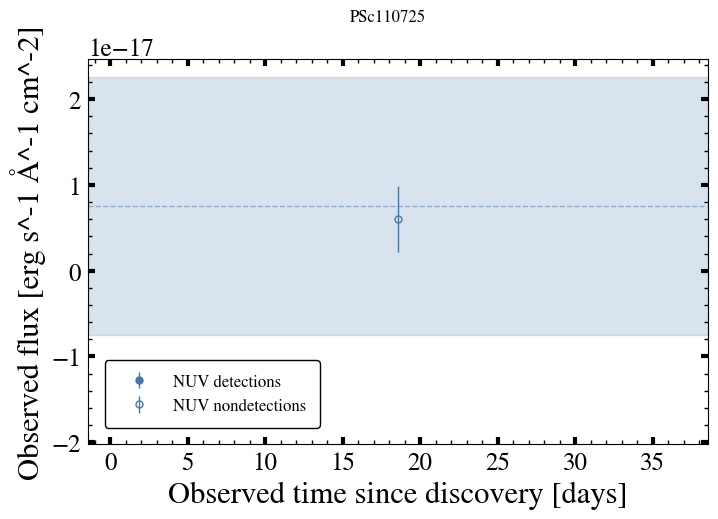 PSc110725
1e−17
Observed flux [erg s^-1 Å^-1 cm^-2]
2
1
0
−1
−2
NUV detections
NUV nondetections
0 5 10 15 20 25 30 35
Observed time since discovery [days]